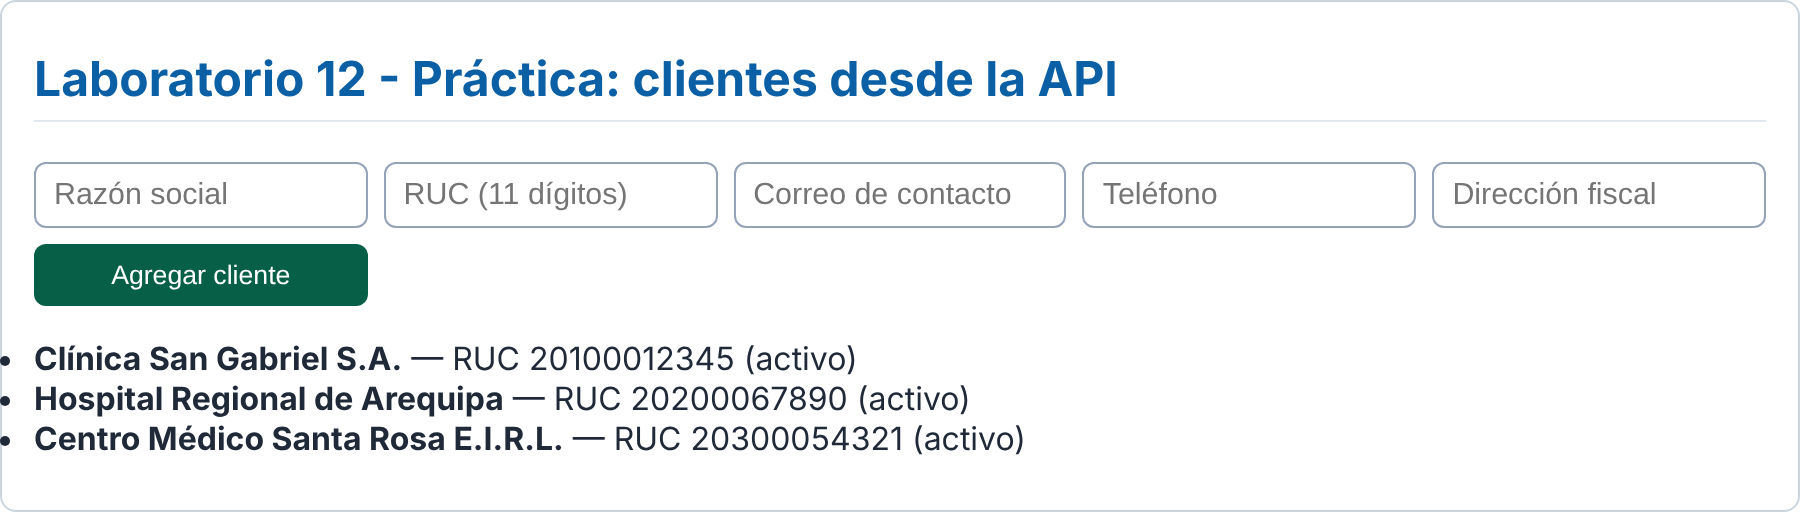 Laboratorio 12 - Práctica: clientes desde la API
Razón social
RUC (11 dígitos)
Correo de contacto
Teléfono
Dirección fiscal
Agregar cliente
Clínica San Gabriel S.A. — RUC 20100012345 (activo)
Hospital Regional de Arequipa — RUC 20200067890 (activo)
Centro Médico Santa Rosa E.I.R.L. — RUC 20300054321 (activo)